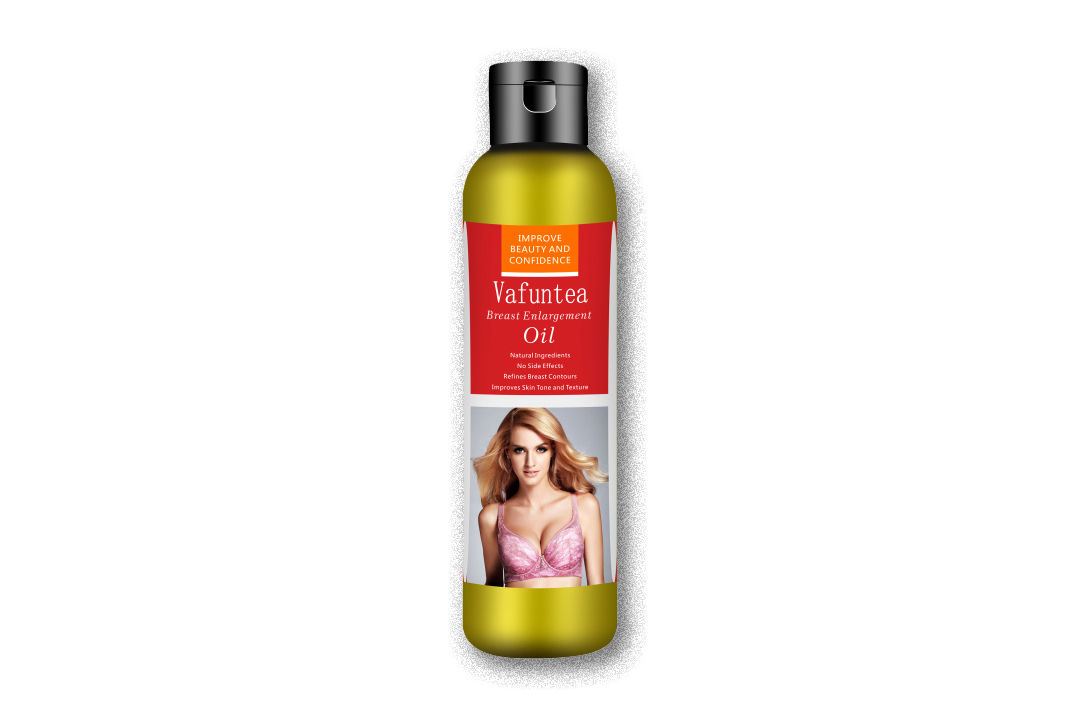 IMPROVE
BEAUTY AND
CONFIDENCE
Vafuntea
Breast Enlargement
Oil
Natural Ingredients
No Side Effects
Refines Breast Contours
Improves Skin Tone and Texture